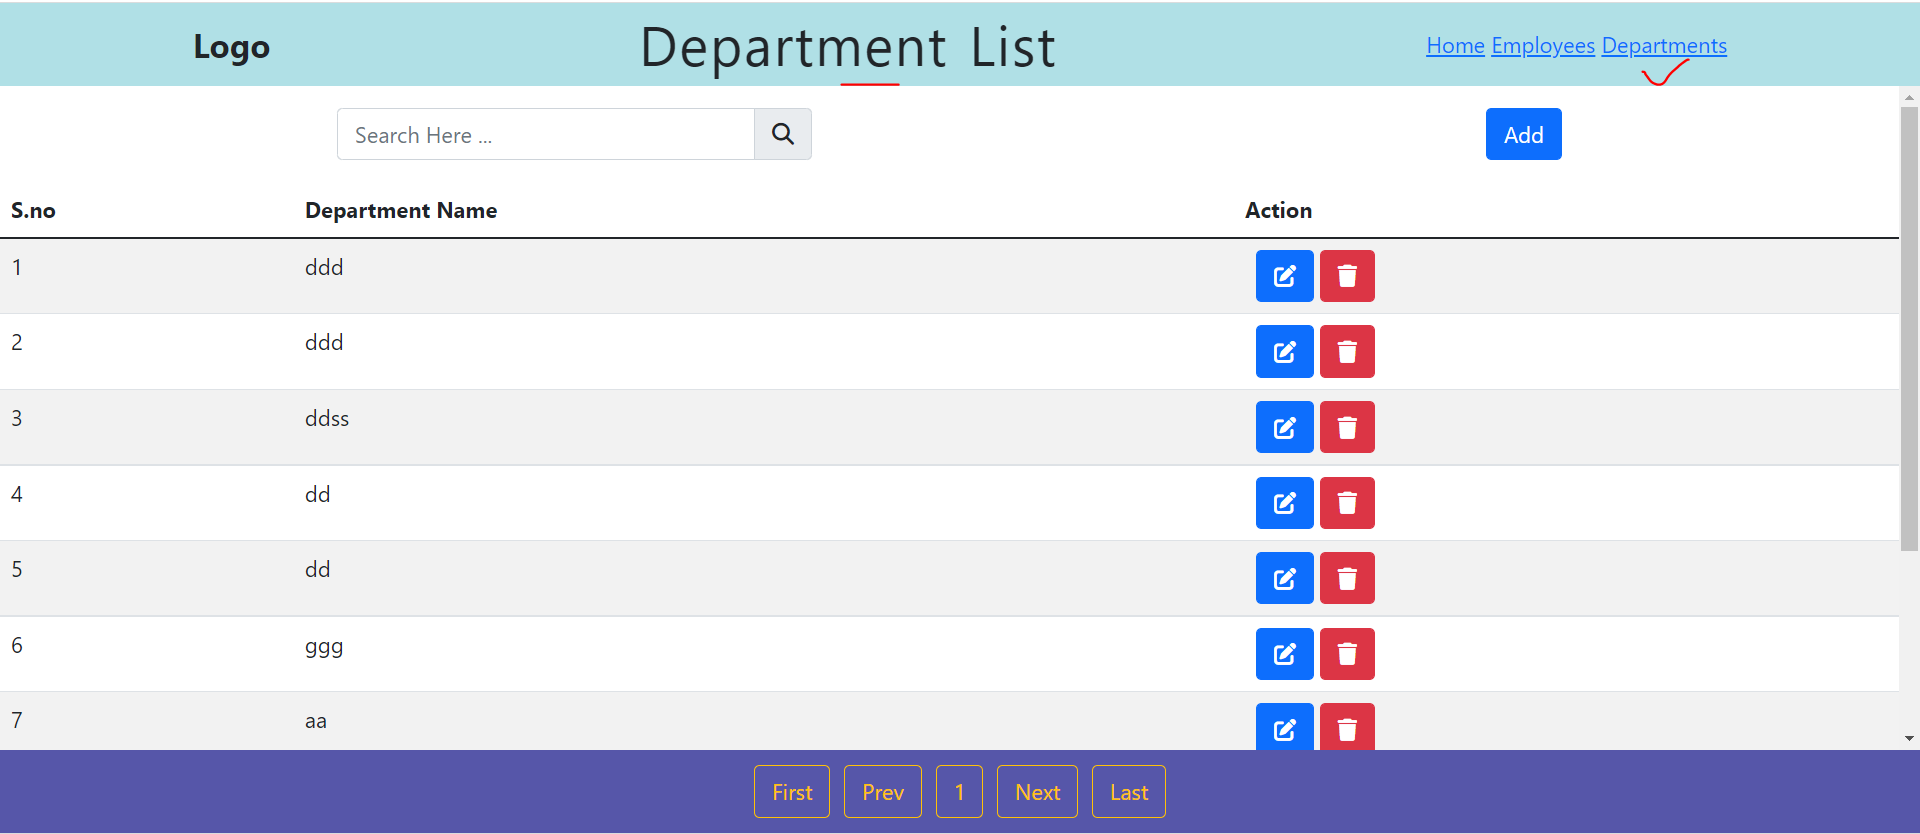 Logo Department List Home Employees Departments
Search Here ... Add
S.no Department Name Action
1 ddd
2 ddd
3 ddss
4 dd
5 dd
6 ggg
7 aa
First Prev 1 Next Last